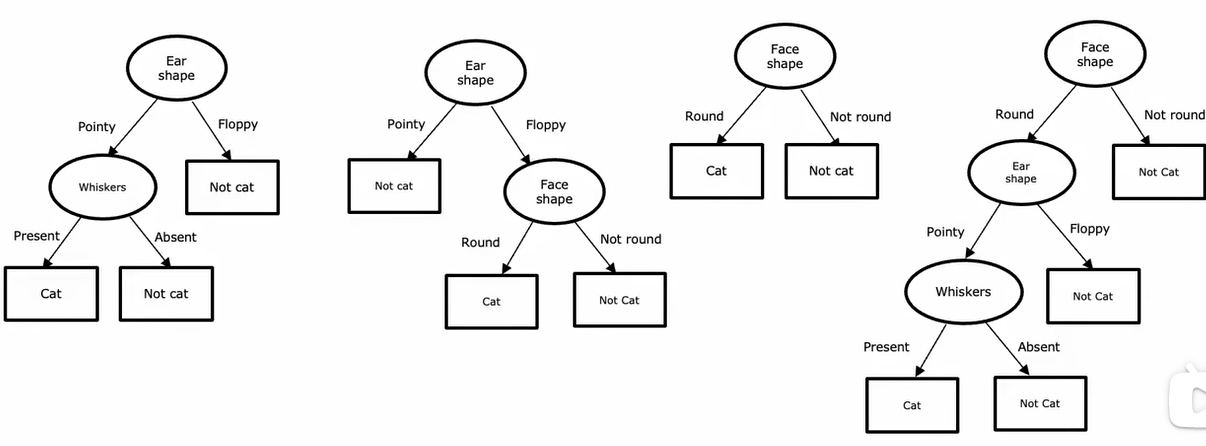 Ear
shape
Pointy
Floppy
Whiskers
Not cat
Present
Absent
Cat
Not cat
Ear
shape
Pointy
Floppy
Not cat
Face
shape
Round
Not round
Cat
Not Cat
Face
shape
Round
Not round
Cat
Not cat
Face
shape
Round
Not round
Ear
shape
Not Cat
Pointy
Floppy
Whiskers
Not Cat
Present
Absent
Cat
Not Cat